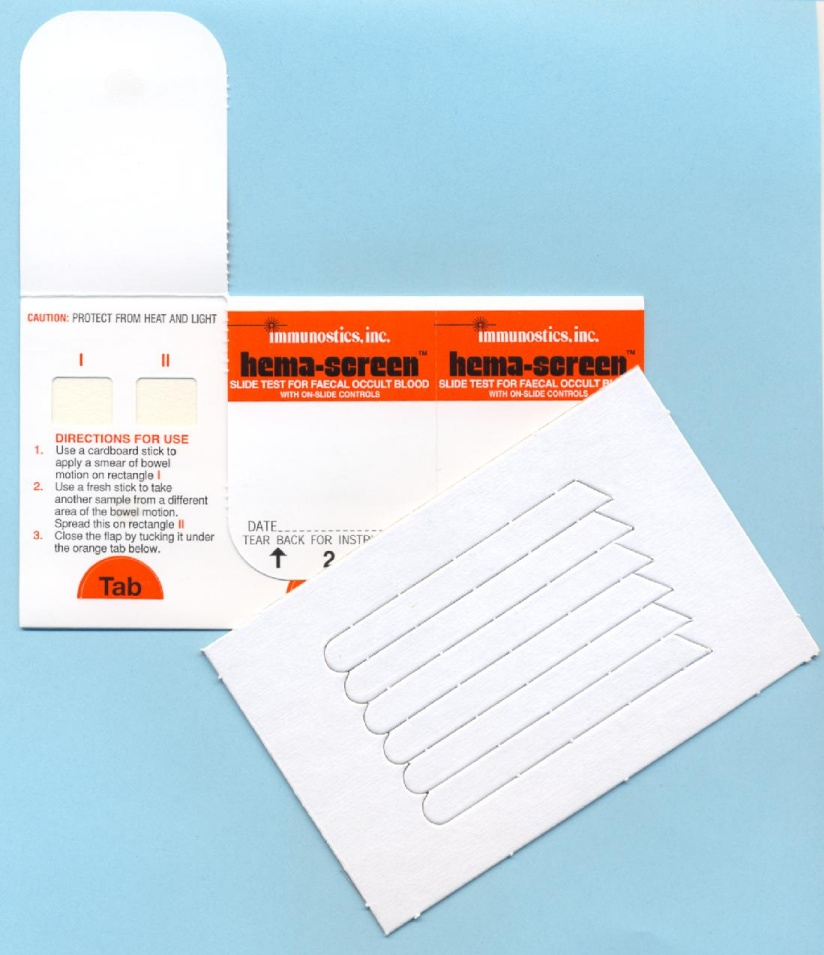 CAUTION: PROTECT FROM HEAT AND LIGHT
I II
DIRECTIONS FOR USE
1. Use a cardboard stick to
apply a smear of bowel
motion on rectangle I
2. Use a fresh stick to take
another sample from a different
area of the bowel motion.
Spread this on rectangle II
3. Close the flap by tucking it under
the orange tab below.
Tab
immunostics, inc.
hema-screen™
SLIDE TEST FOR FAECAL OCCULT BLOOD
WITH ON-SLIDE CONTROLS
DATE
TEAR BACK FOR INSTR
2
immunostics, inc.
hema-screen™
SLIDE TEST FOR FAECAL OCCULT BL
WITH ON-SLIDE CONTROLS